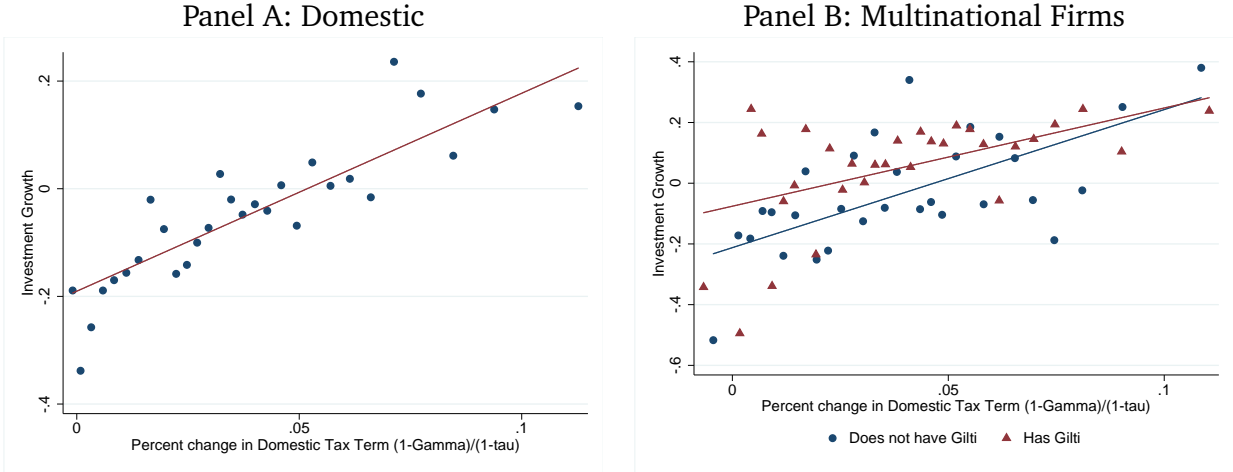 Panel A: Domestic
.2
0
-.2
-.4
Investment Growth
0
.05
.1
Percent change in Domestic Tax Term (1-Gamma)/(1-tau)
Panel B: Multinational Firms
.4
.2
0
-.2
-.4
-.6
Investment Growth
0
.05
.1
Percent change in Domestic Tax Term (1-Gamma)/(1-tau)
Does not have Gilti
Has Gilti